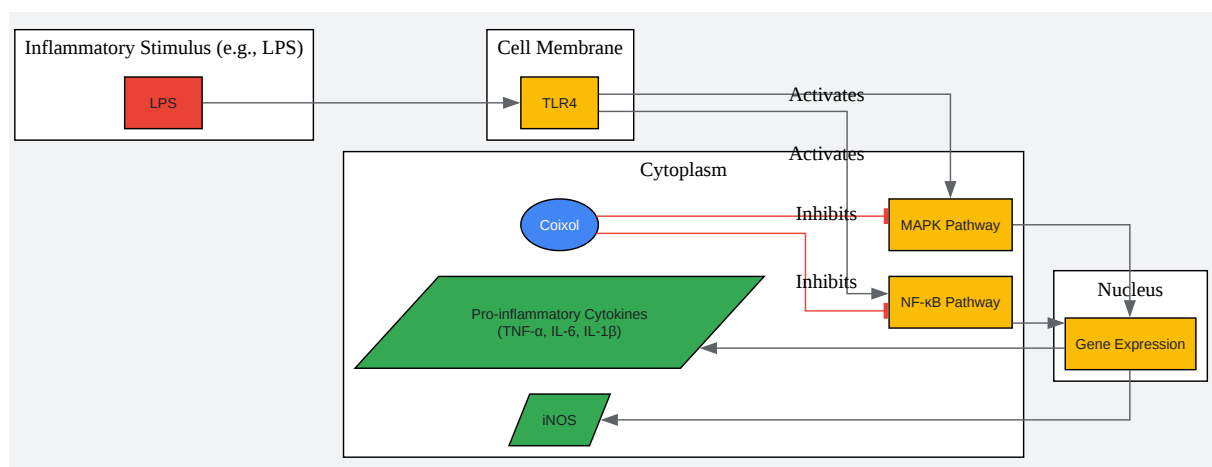 Inflammatory Stimulus (e.g., LPS)
LPS
Cell Membrane
TLR4
Activates
Activates
Cytoplasm
Coixol
Inhibits
MAPK Pathway
Inhibits
NF-κB Pathway
Nucleus
Gene Expression
Pro-inflammatory Cytokines
(TNF-α, IL-6, IL-1β)
iNOS